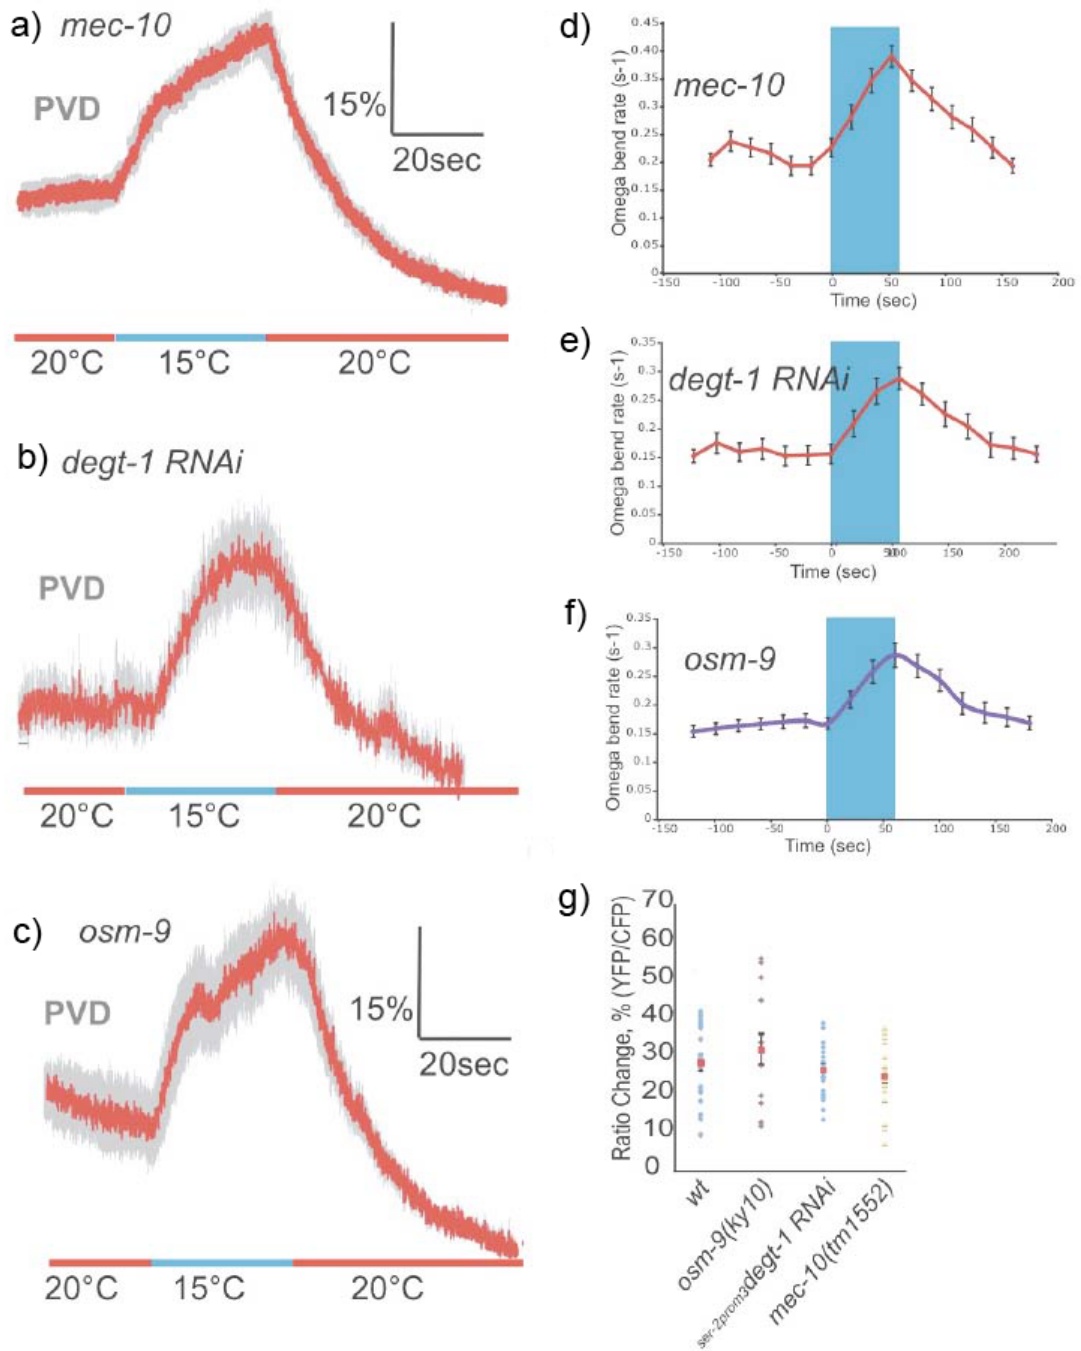 a) mec-10
PVD
15%
20sec
20°C 15°C 20°C
b) degt-1 RNAi
PVD
20°C 15°C 20°C
c) osm-9
PVD
15%
20sec
20°C 15°C 20°C
d)
mec-10
Omega bend rate (s-1)
0.45
0.40
0.35
0.3
0.25
0.2
0.15
0.1
0.05
0
-150 -100 -50 0 50 100 150 200
Time (sec)
e)
degt-1 RNAi
Omega bend rate (s-1)
0.35
0.3
0.25
0.2
0.15
0.1
0.05
0
-150 -100 -50 0 100 150 200
Time (sec)
f)
osm-9
Omega bend rate (s-1)
0.35
0.3
0.25
0.2
0.15
0.1
0.05
0
-150 -100 -50 0 50 100 150 200
Time (sec)
g)
Ratio Change, % (YFP/CFP)
70
60
50
40
30
20
10
0
wt
osm-9(ky10)
ser-2prom3degt-1 RNAi
mec-10(tm1552)